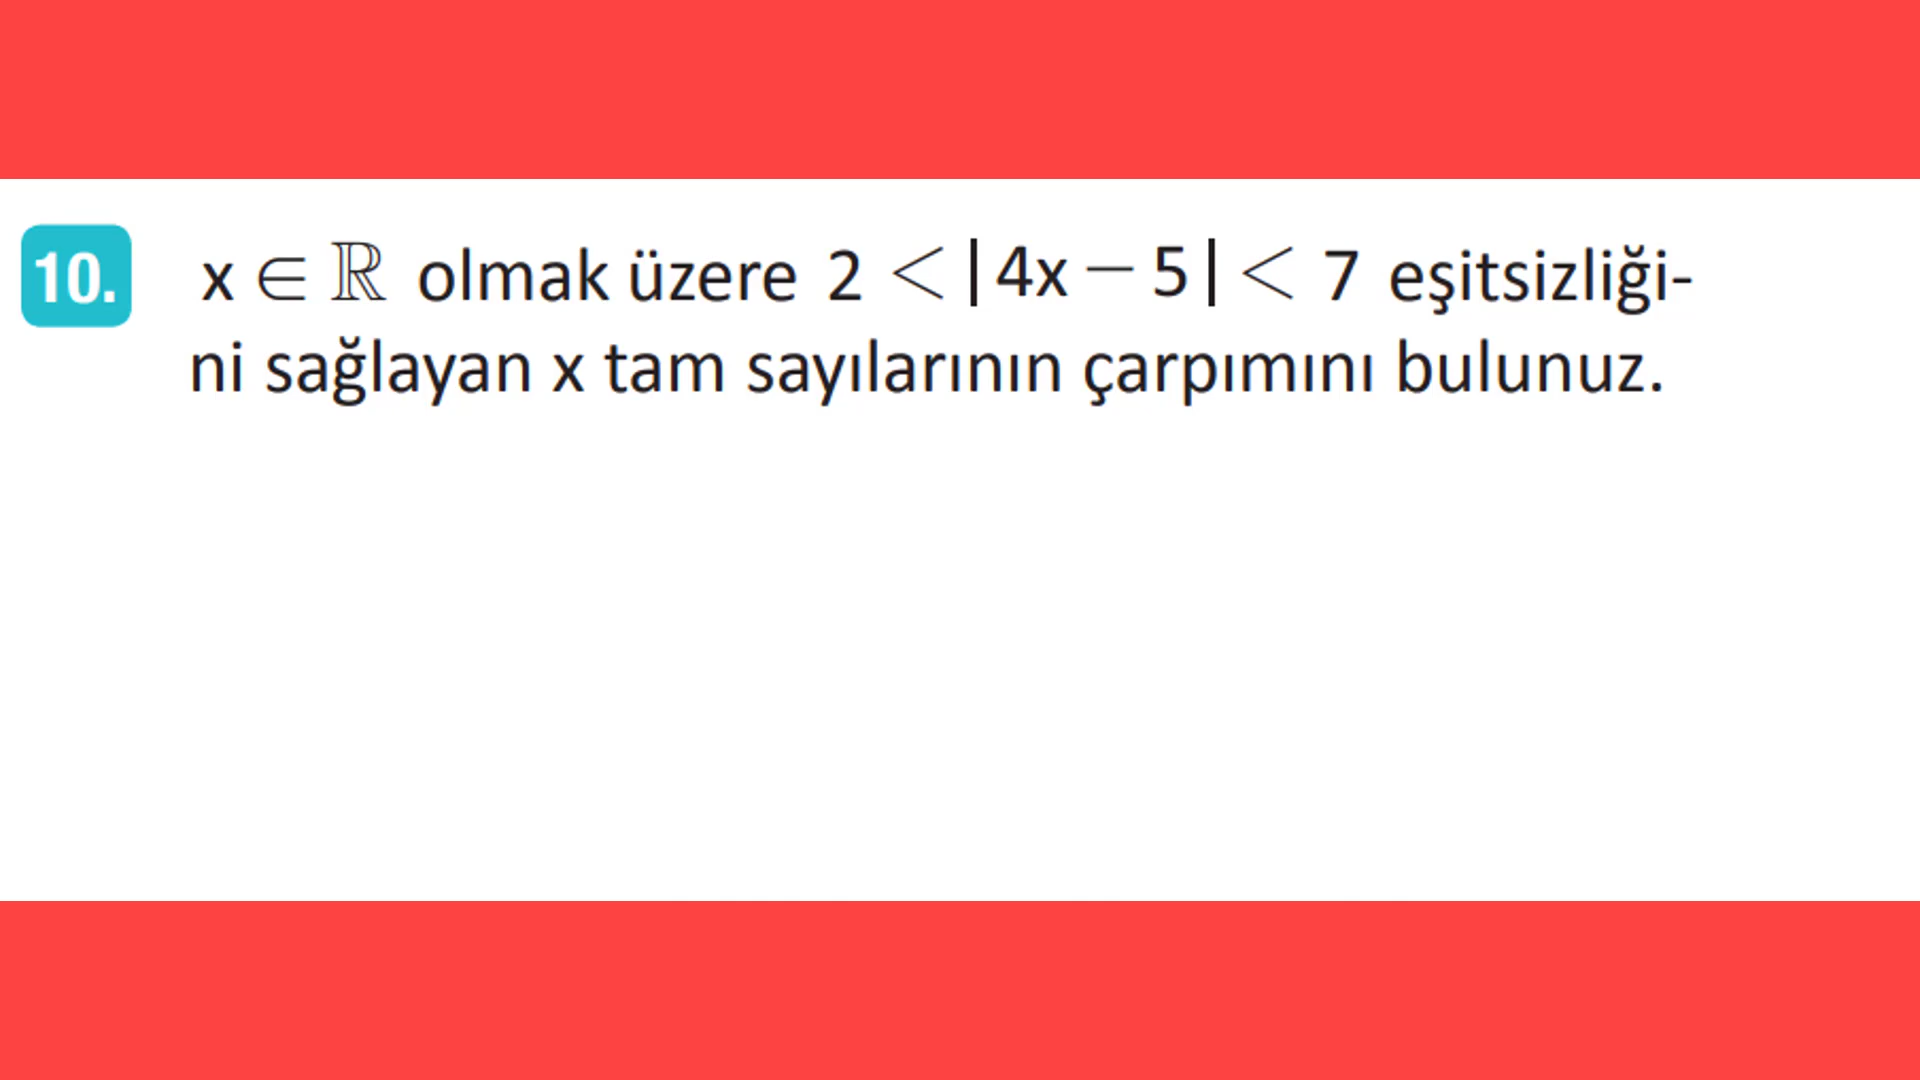 10. x ∈ ℝ olmak üzere 2 < |4x − 5| < 7 eşitsizliği-
ni sağlayan x tam sayılarının çarpımını bulunuz.